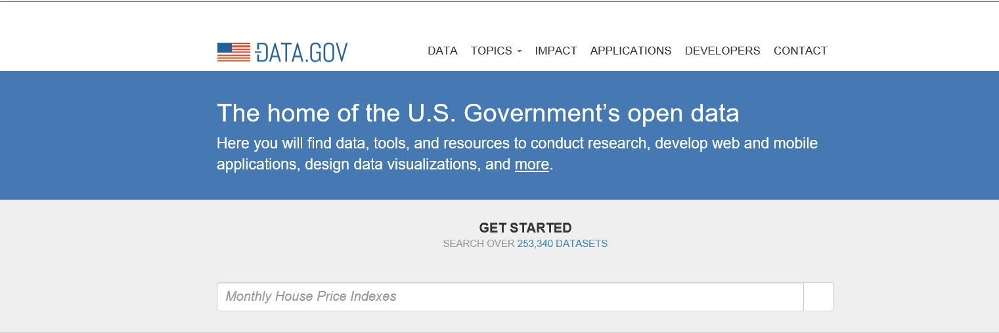 DATA.GOV
DATA TOPICS IMPACT APPLICATIONS DEVELOPERS CONTACT
The home of the U.S. Government’s open data
Here you will find data, tools, and resources to conduct research, develop web and mobile
applications, design data visualizations, and more.
GET STARTED
SEARCH OVER 253,340 DATASETS
Monthly House Price Indexes